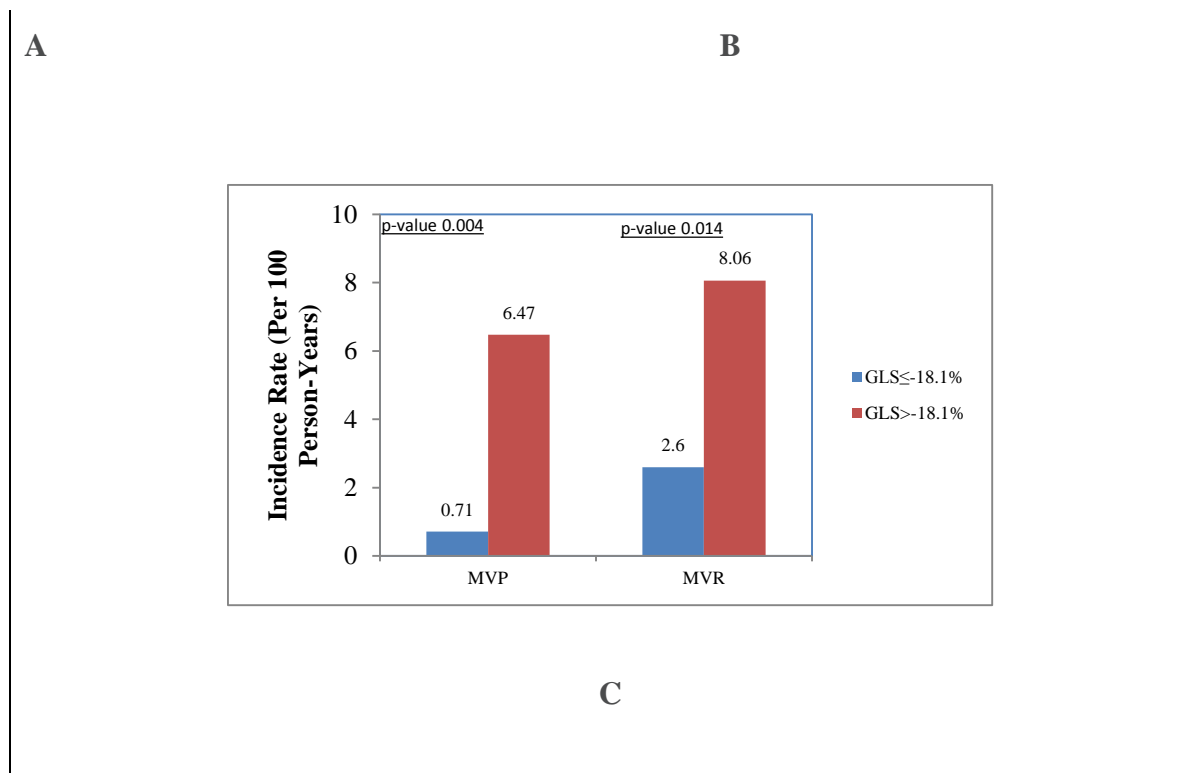 A
B
Incidence Rate (Per 100
Person-Years)
10
8
6
4
2
0
p-value 0.004
p-value 0.014
0.71
6.47
2.6
8.06
MVP
MVR
GLS≤-18.1%
GLS>-18.1%
C